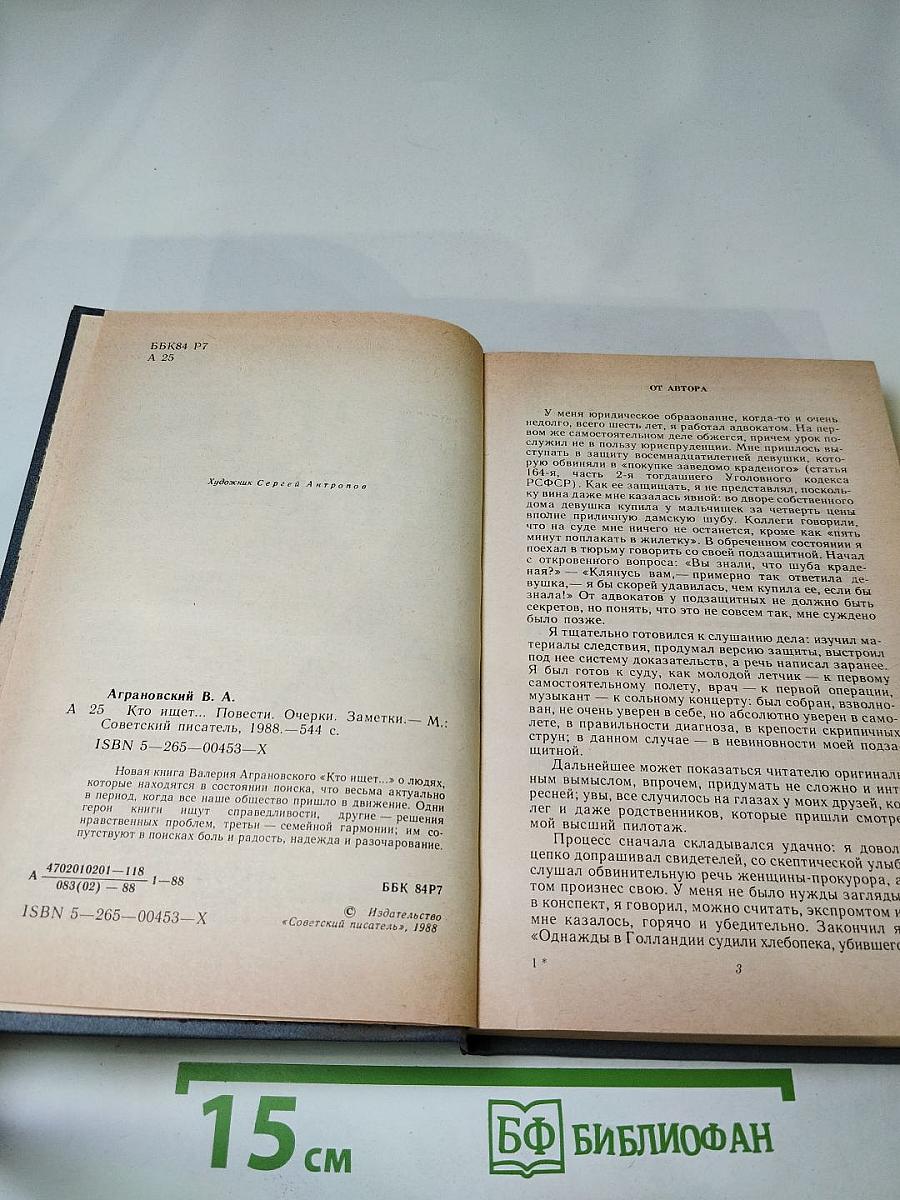 ББК84 Р7
А 25
Художник Сергей Антропов
Аграновский В. А.
А 25 Кто ищет... Повести. Очерки. Заметки.— М.:
Советский писатель, 1988.—544 с.
ISBN 5—265—00453—X
Новая книга Валерия Аграновского «Кто ищет...» о людях,
которые находятся в состоянии поиска, что весьма актуально
в период, когда все наше общество пришло в движение. Одни
герои книги ищут справедливости, другие — решения
нравственных проблем, третьи — семейной гармонии; им со-
путствуют в поисках боль и радость, надежда и разочарование.
А 4702010201—118
083(02) — 88 1—88
ББК 84Р7
ISBN 5—265—00453—X
© Издательство
«Советский писатель», 1988
ОТ АВТОРА
У меня юридическое образование, когда-то и очень
недолго, всего шесть лет, я работал адвокатом. На пер-
вом же самостоятельном деле обжегся, причем урок по-
служил не в пользу юриспруденции. Мне пришлось вы-
ступать в защиту восемнадцатилетней девушки, кото-
рую обвиняли в «покупке заведомо краденого» (статья
164-я, часть 2-я тогдашнего Уголовного кодекса
РСФСР). Как ее защищать, я не представлял, посколь-
ку вина даже мне казалась явной: во дворе собственного
дома девушка купила у мальчишек за четверть цены
вполне приличную дамскую шубу. Коллеги говорили,
что на суде мне ничего не останется, кроме как «пять
минут поплакать в жилетку». В обреченном состоянии я
поехал в тюрьму говорить со своей подзащитной. Начал
с откровенного вопроса: «Вы знали, что шуба краде-
ная?» — «Клянусь вам,— примерно так ответила де-
вушка,— я бы скорей удавилась, чем купила ее, если бы
знала!» От адвокатов у подзащитных не должно быть
секретов, но понять, что это не совсем так, мне суждено
было позже.
Я тщательно готовился к слушанию дела: изучил ма-
териалы следствия, продумал версию защиты, выстроил
под нее систему доказательств, а речь написал заранее.
Я был готов к суду, как молодой летчик — к первому
самостоятельному полету, врач — к первой операции,
музыкант — к сольному концерту: был собран, взволно-
ван, не очень уверен в себе, но абсолютно уверен в само-
лете, в правильности диагноза, в крепости скрипичных
струн; в данном случае — в невиновности моей подза-
щитной.
Дальнейшее может показаться читателю оригиналь
ным вымыслом, впрочем, придумать не сложно и инт
ресней; увы, все случилось на глазах у моих друзей, ко
лег и даже родственников, которые пришли смотре
мой высший пилотаж.
Процесс сначала складывался удачно: я довол
цепко допрашивал свидетелей, со скептической улыб
слушал обвинительную речь женщины-прокурора, а
том произнес свою. У меня не было нужды загляды
в конспект, я говорил, можно считать, экспромтом и
мне казалось, горячо и убедительно. Закончил я
«Однажды в Голландии судили хлебопека, убившего
1 *
3
15 см
БФ БИБЛИОФАН